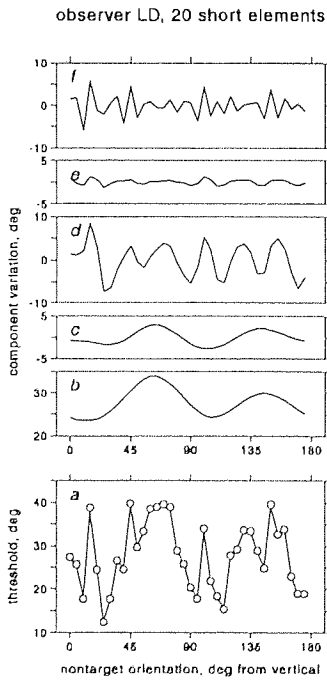 observer LD, 20 short elements
10
f
0
-10
5
e
-5
10
d
0
-10
5
c
-5
b
30
20
0 45 90 135 180
component variation, deg
a
40
30
20
10
0 45 90 135 180
threshold, deg
nontarget orientation, deg from vertical